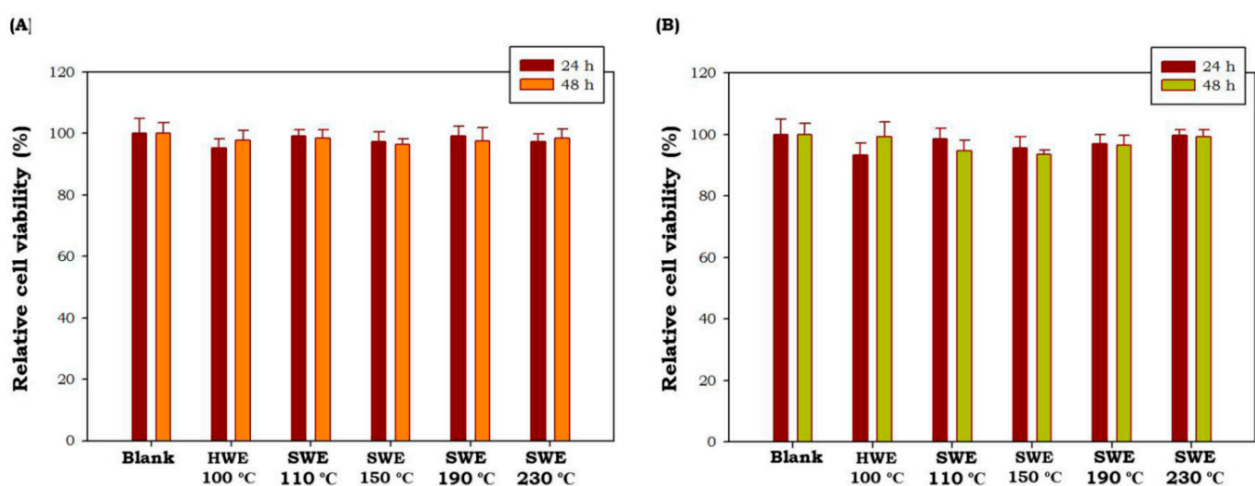 (A)
24 h
48 h
120
100
80
60
40
20
0
Relative cell viability (%)
Blank HWE SWE SWE SWE SWE
100 °C 110 °C 150 °C 190 °C 230 °C
(B)
24 h
48 h
120
100
80
60
40
20
0
Relative cell viability (%)
Blank HWE SWE SWE SWE SWE
100 °C 110 °C 150 °C 190 °C 230 °C